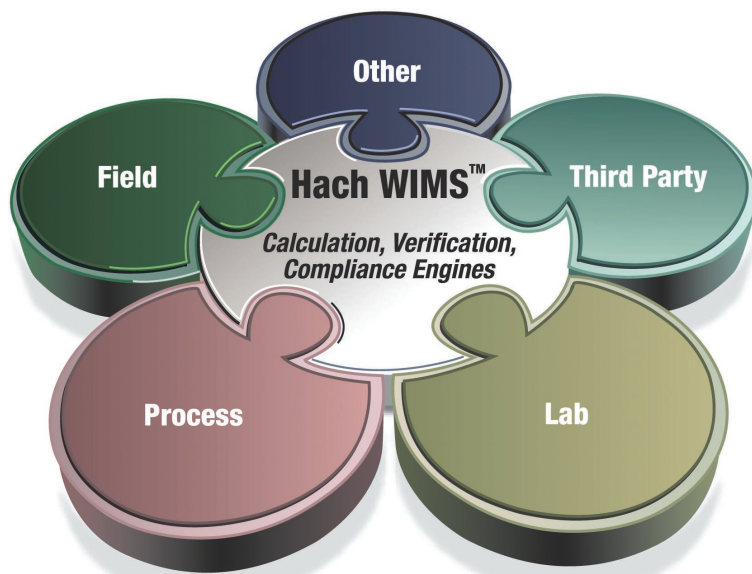 Other
Field
Hach WIMS™
Third Party
Calculation, Verification,
Compliance Engines
Process
Lab